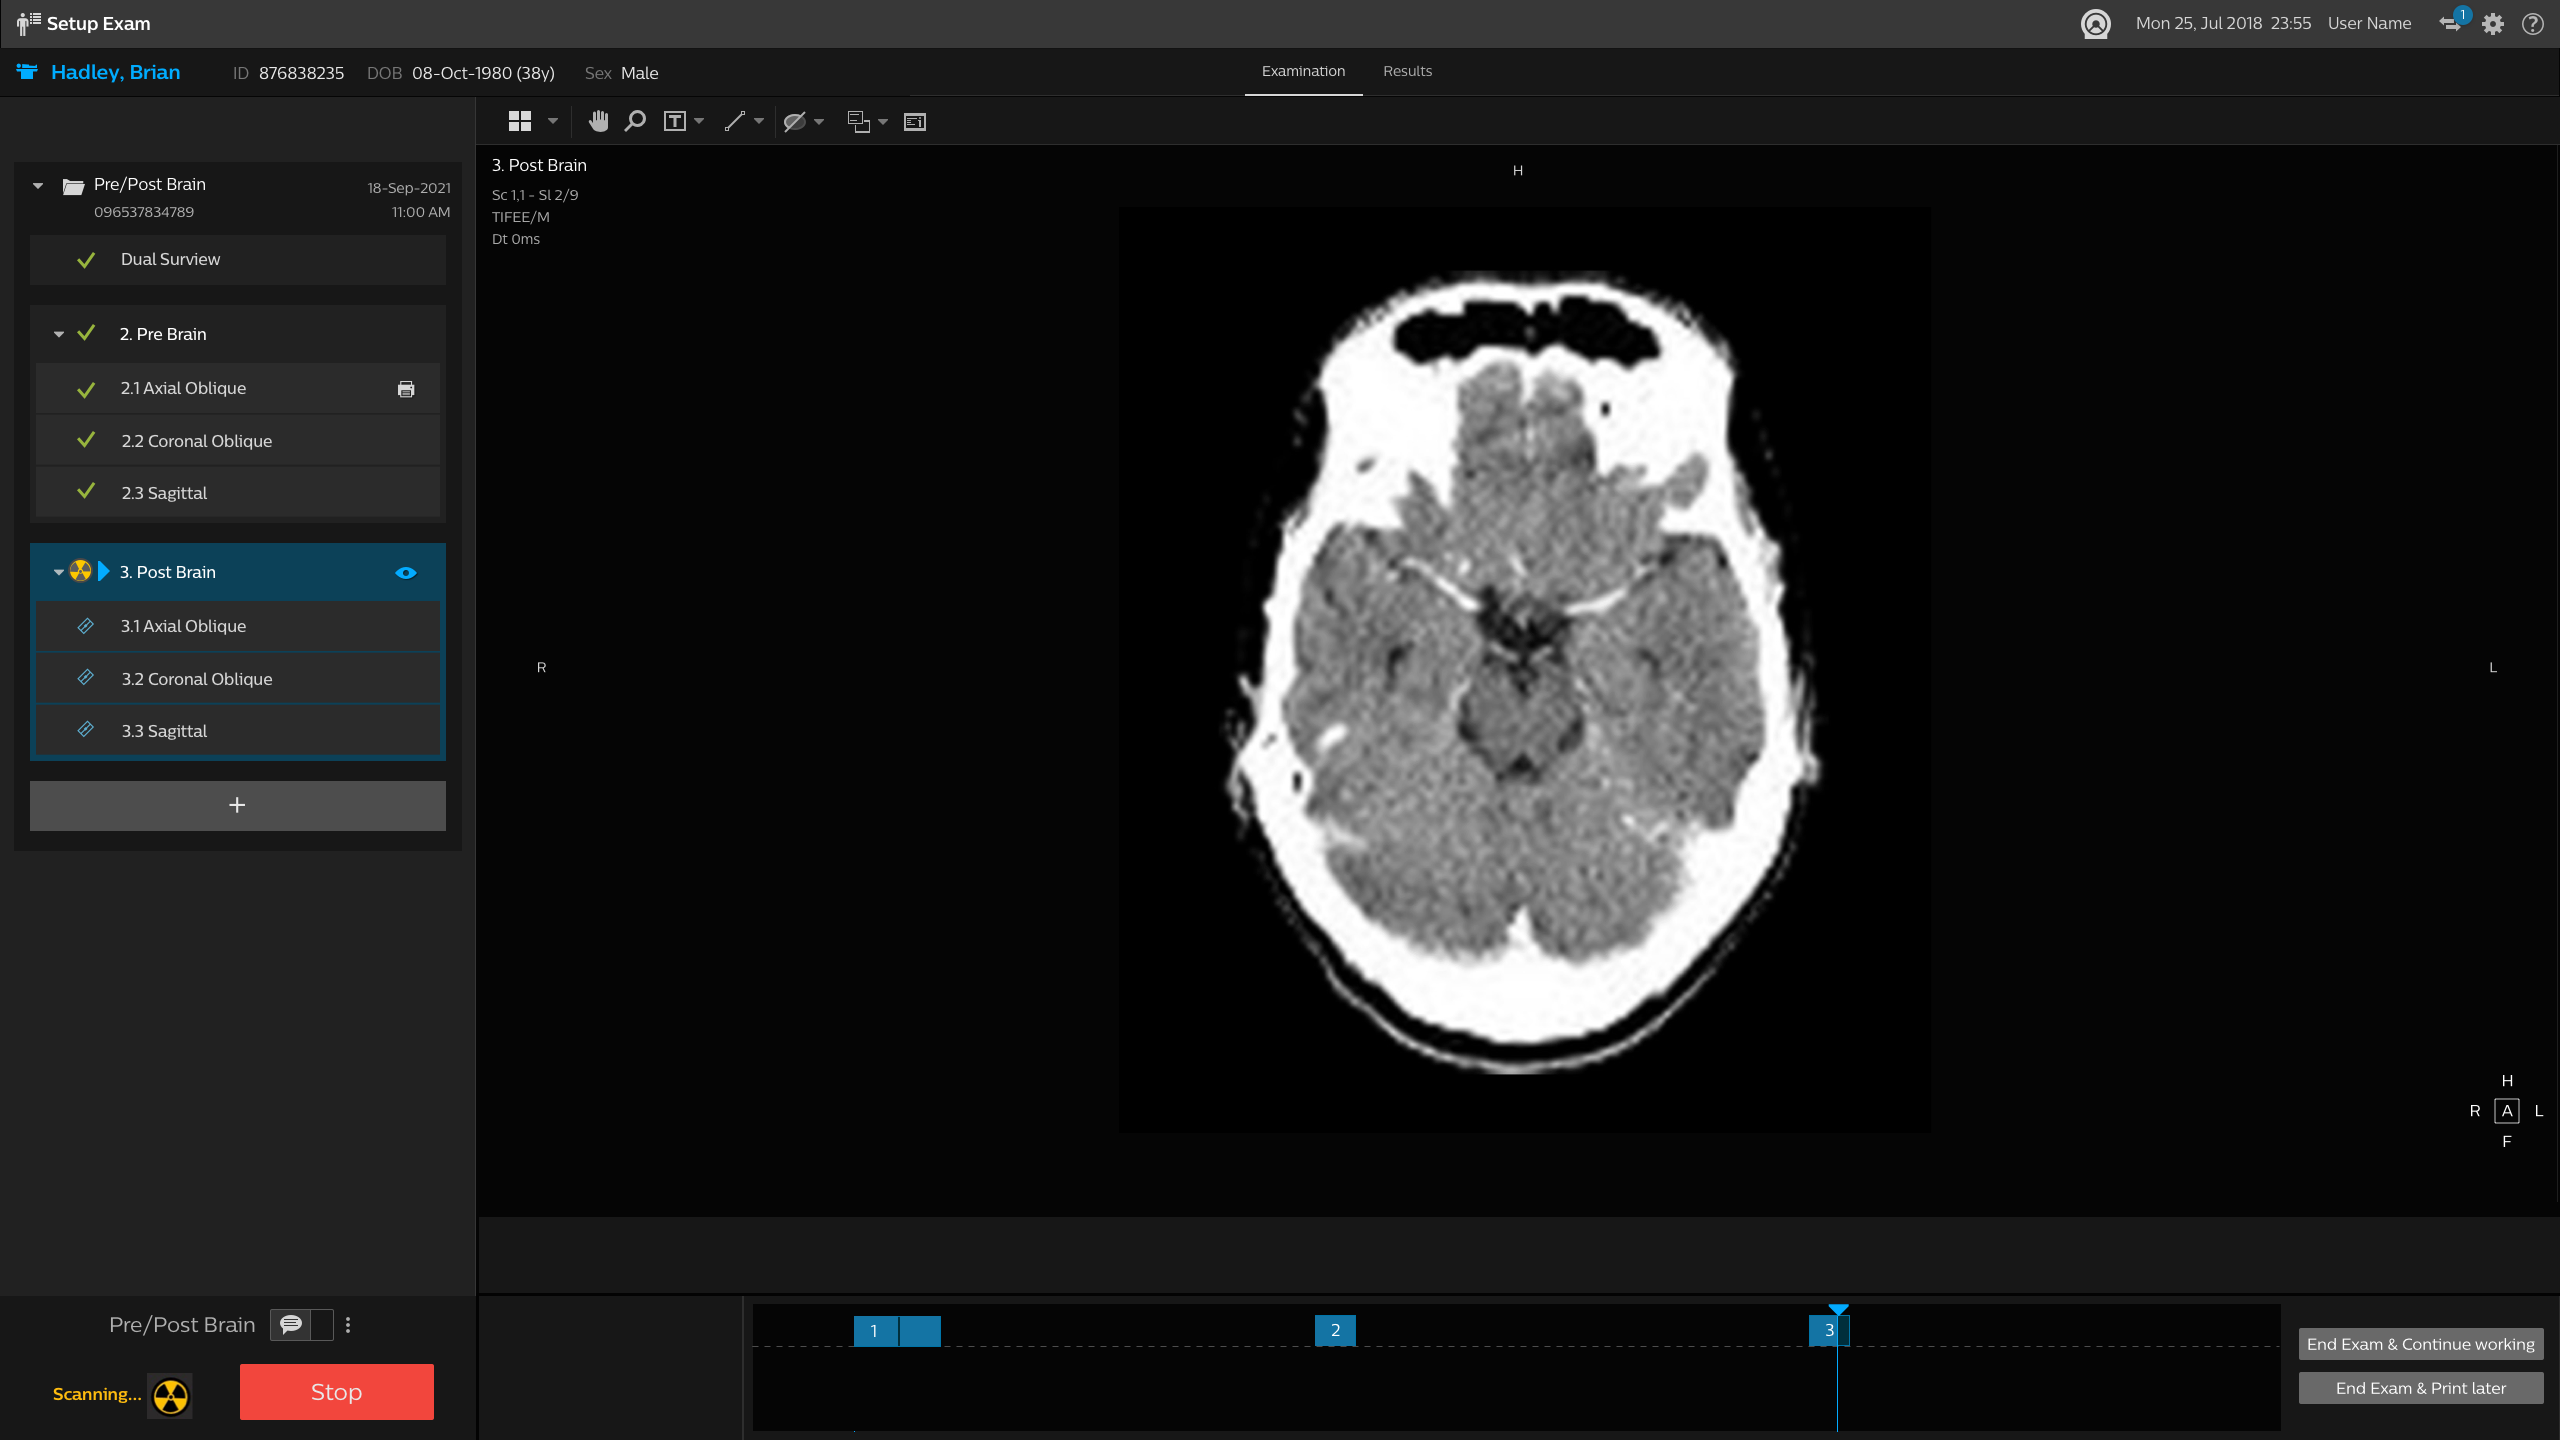 Setup Exam
Mon 25, Jul 2018 23:55 User Name 1
Hadley, Brian ID 876838235 DOB 08-Oct-1980 (38y) Sex Male
Examination Results
T
Pre/Post Brain 18-Sep-2021
096537834789 11:00 AM
Dual Surview
2. Pre Brain
2.1 Axial Oblique
2.2 Coronal Oblique
2.3 Sagittal
3. Post Brain
3.1 Axial Oblique
3.2 Coronal Oblique
3.3 Sagittal
+
3. Post Brain
Sc 1,1 - Sl 2/9
TIFEE/M
Dt 0ms
H
R
L
H
R A L
F
Pre/Post Brain
Scanning...
Stop
1
2
3
End Exam & Continue working
End Exam & Print later